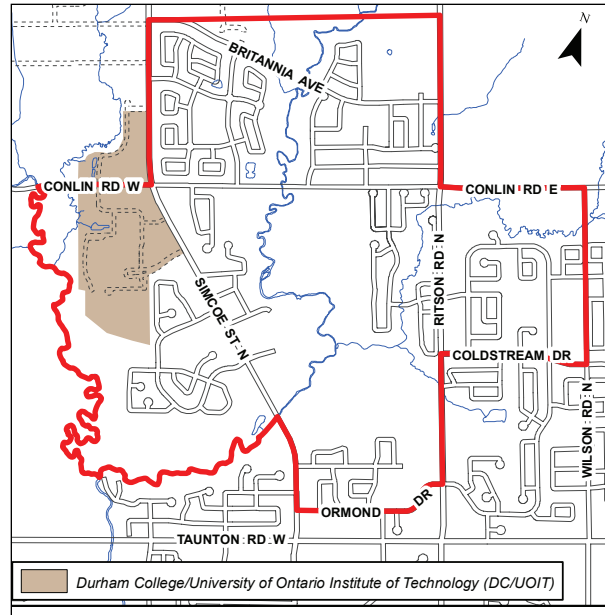 N
BRITANNIA AVE
CONLIN RD W
CONLIN RD E
SIMCOE ST N
RITSON RD N
COLDSTREAM DR
WILSON RD N
ORMOND DR
TAUNTON RD W
Durham College/University of Ontario Institute of Technology (DC/UOIT)